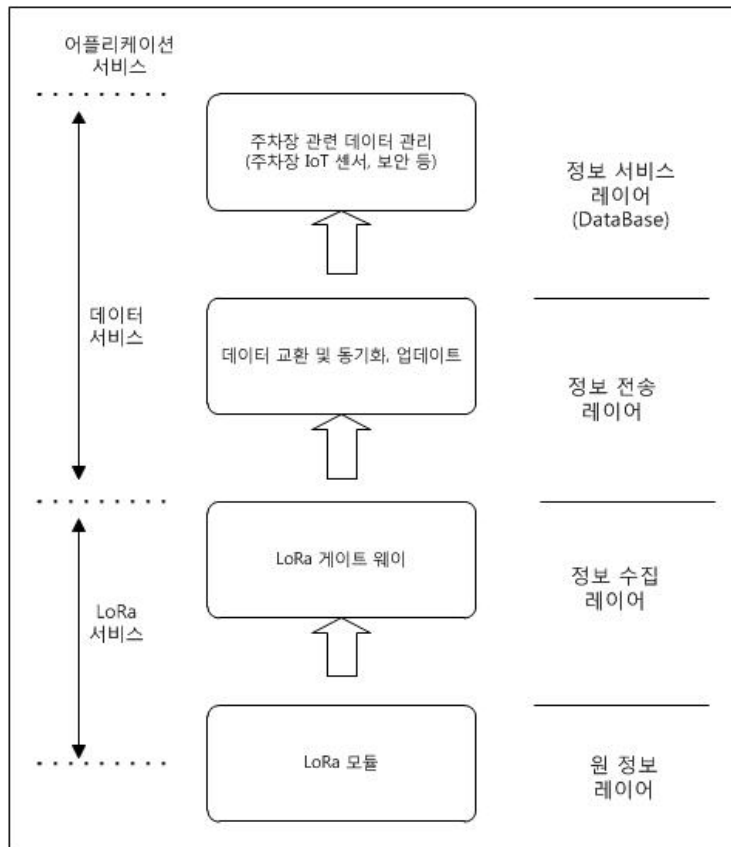 어플리케이션
서비스
주차장 관련 데이터 관리
(주차장 IoT 센서, 보안 등)
정보 서비스
레이어
(DataBase)
데이터
서비스
데이터 교환 및 동기화, 업데이트
정보 전송
레이어
LoRa 게이트 웨이
정보 수집
레이어
LoRa
서비스
LoRa 모듈
원 정보
레이어